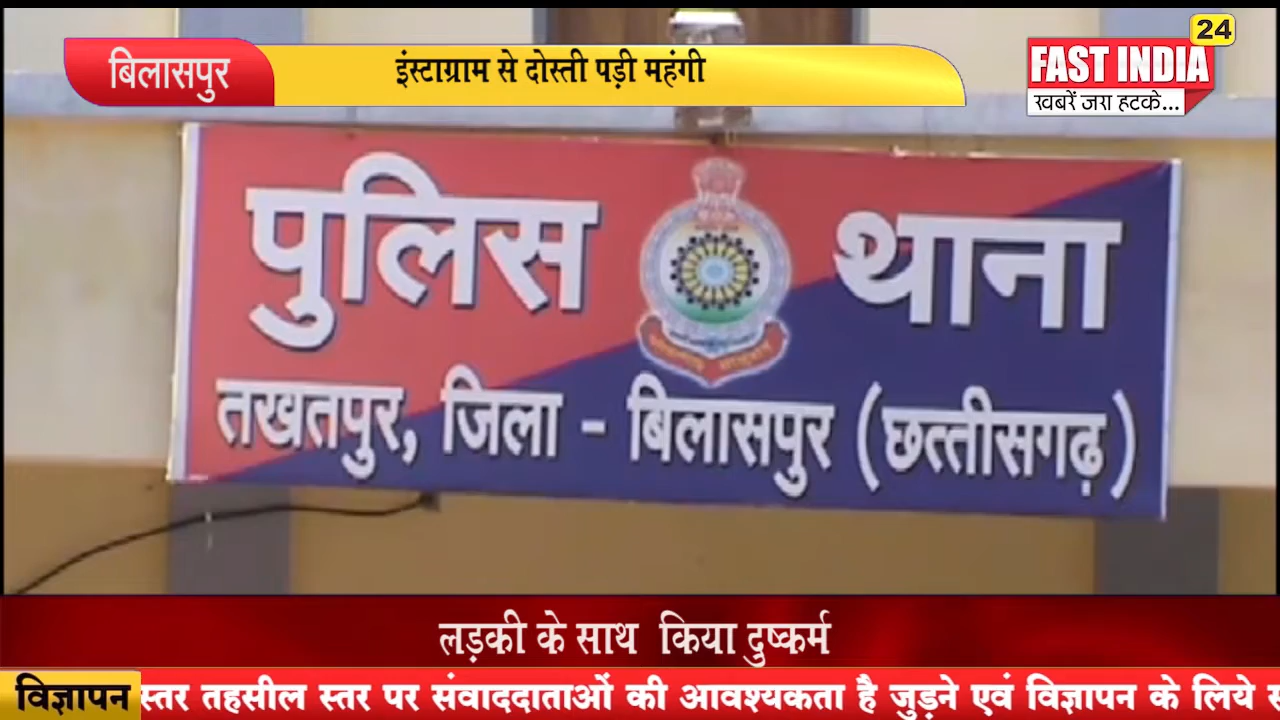 24
बिलासपुर
इंस्टाग्राम से दोस्ती पड़ी महंगी
FAST INDIA
खबरें जरा हटके...
पुलिस थाना
तखतपुर, जिला - बिलासपुर (छत्तीसगढ़)
लड़की के साथ किया दुष्कर्म
विज्ञापन
स्तर तहसील स्तर पर संवाददाताओं की आवश्यकता है जुड़ने एवं विज्ञापन के लिये